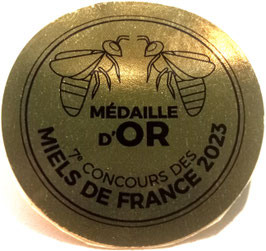 MÉDAILLE
D'OR
7e CONCOURS DES
MIELS DE FRANCE 2023